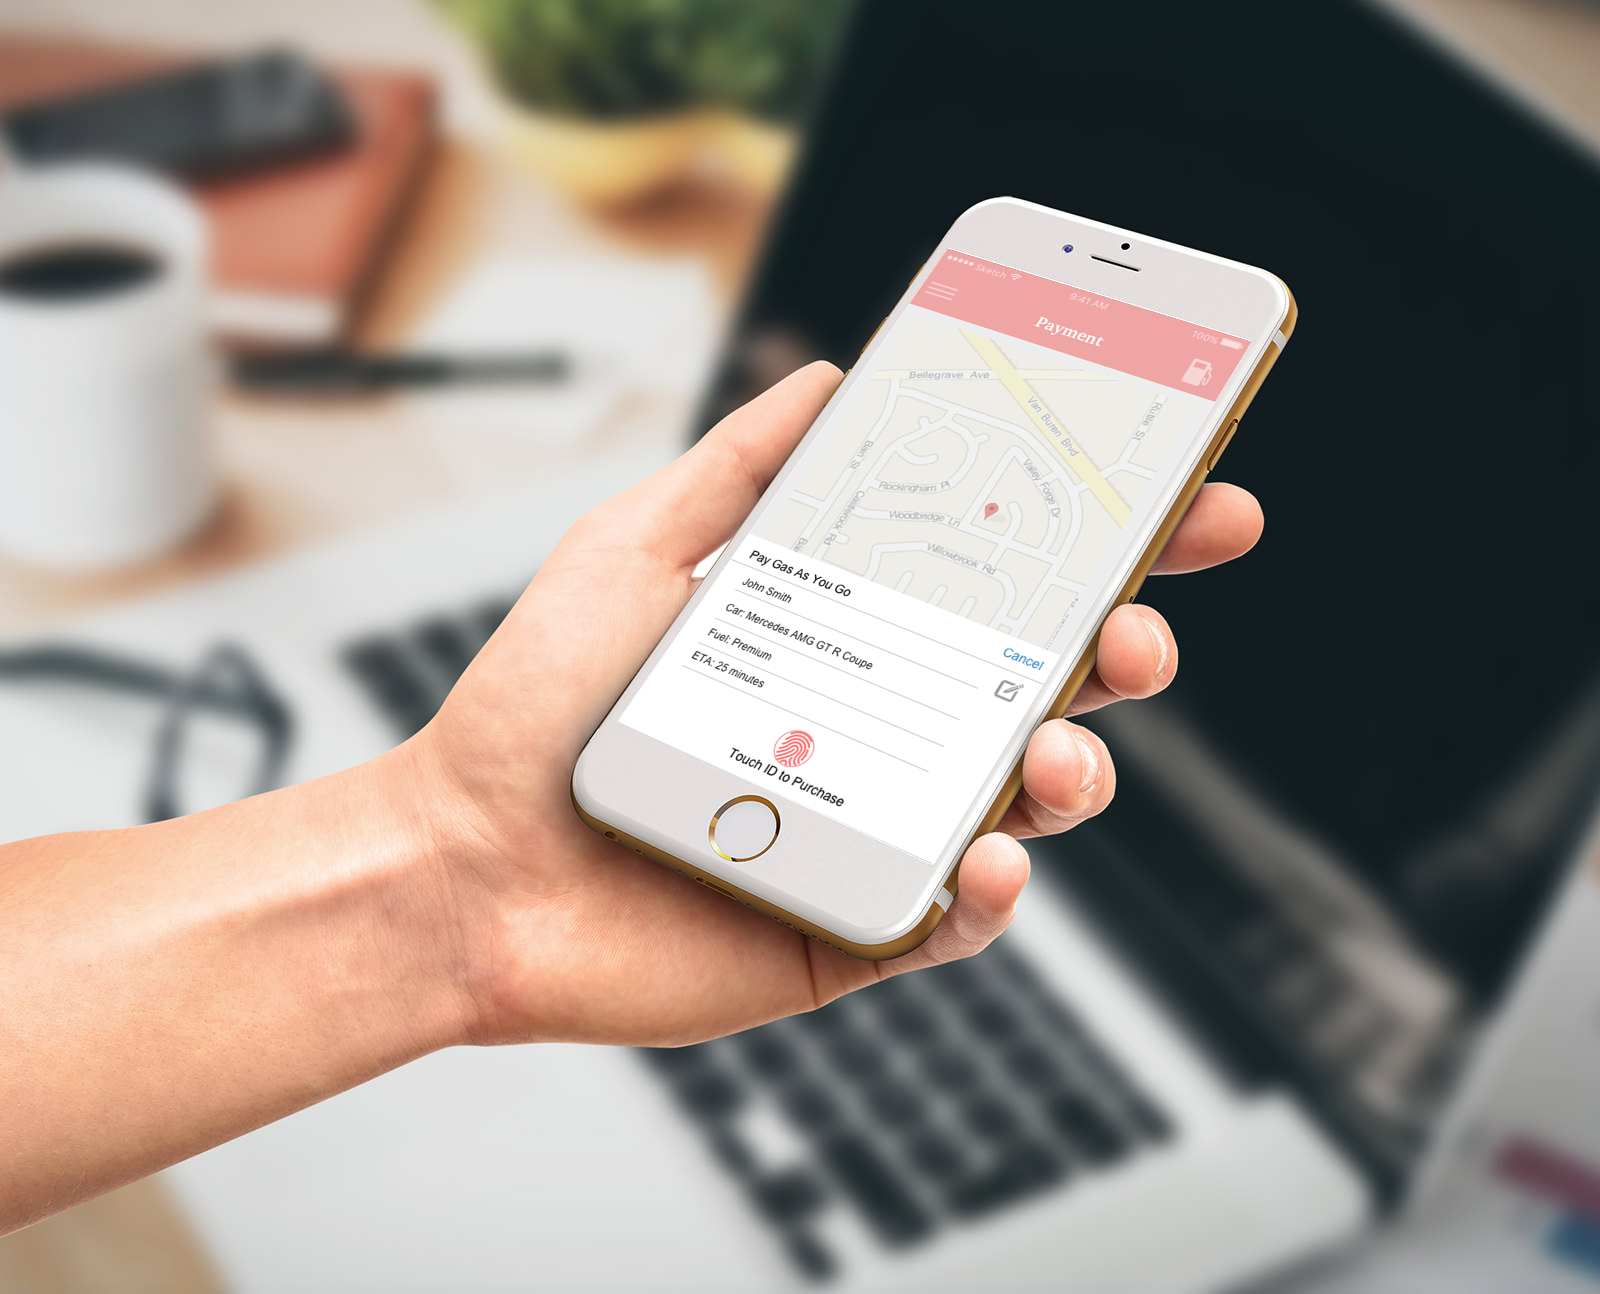 Sketch
9:41 AM
100%
Payment
Bellegrave Ave
Van Buren Blvd
Rutile St
Bain St
Valley Forge Dr
Rockingham Pl
Castlerock Rd
Woodbridge Ln
Willowbrook Rd
Pay Gas As You Go
Cancel
John Smith
Car: Mercedes AMG GT R Coupe
Fuel: Premium
ETA: 25 minutes
Touch ID to Purchase